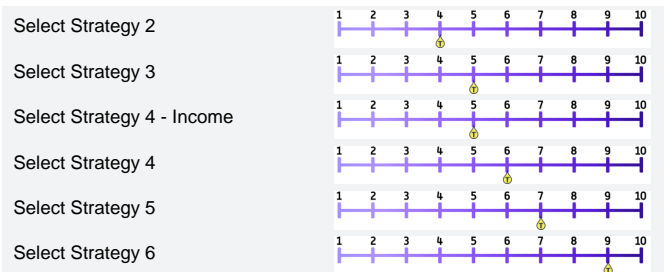 Select Strategy 2 1 2 3 4 5 6 7 8 9 10
T
Select Strategy 3 1 2 3 4 5 6 7 8 9 10
T
Select Strategy 4 - Income 1 2 3 4 5 6 7 8 9 10
T
Select Strategy 4 1 2 3 4 5 6 7 8 9 10
T
Select Strategy 5 1 2 3 4 5 6 7 8 9 10
T
Select Strategy 6 1 2 3 4 5 6 7 8 9 10
T